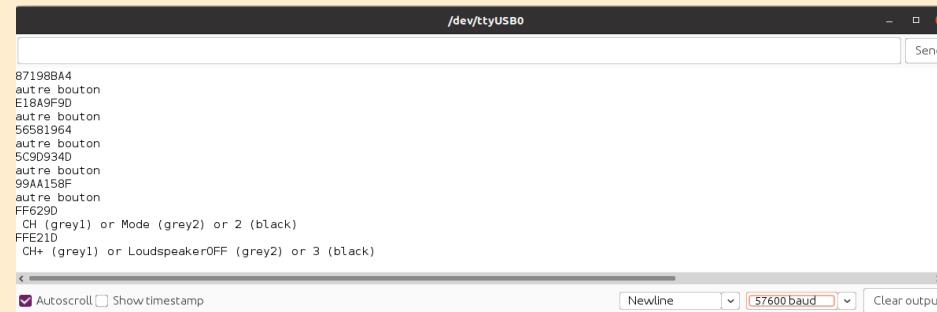 /dev/ttyUSB0
Send
87198BA4
autre bouton
E18A9F9D
autre bouton
56581964
autre bouton
5C9D934D
autre bouton
99AA158F
autre bouton
FF629D
CH (grey1) or Mode (grey2) or 2 (black)
FFE21D
CH+ (grey1) or LoudspeakerOFF (grey2) or 3 (black)
Autoscroll Show timestamp Newline 57600 baud Clear outpu